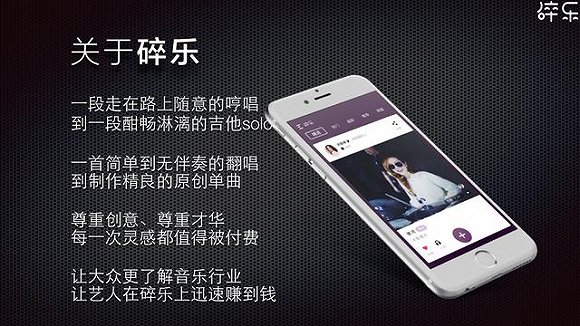 碎乐
关于碎乐
一段走在路上随意的哼唱
到一段酣畅淋漓的吉他solo
一首简单到无伴奏的翻唱
到制作精良的原创单曲
尊重创意、尊重才华
每一次灵感都值得被付费
让大众更了解音乐行业
让艺人在碎乐上迅速赚到钱
碎乐